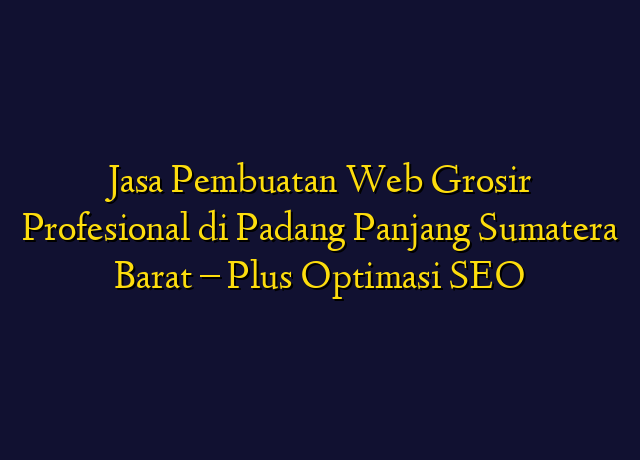 Jasa Pembuatan Web Grosir
Profesional di Padang Panjang Sumatera
Barat – Plus Optimasi SEO